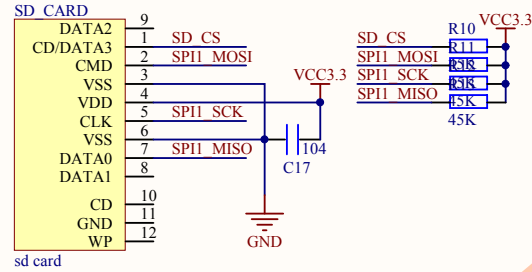 SD_CARD
DATA2 9
CD/DATA3 1 SD_CS
CMD 2 SPI1_MOSI
VSS 3
VDD 4
CLK 5 SPI1_SCK
VSS 6
DATA0 7 SPI1_MISO
DATA1 8
CD 10
GND 11
WP 12
sd card
VCC3.3
104
C17
GND
VCC3.3
R10
SD_CS
R11
SPI1_MOSI
SPI1_SCK
SPI1_MISO
45K
45K